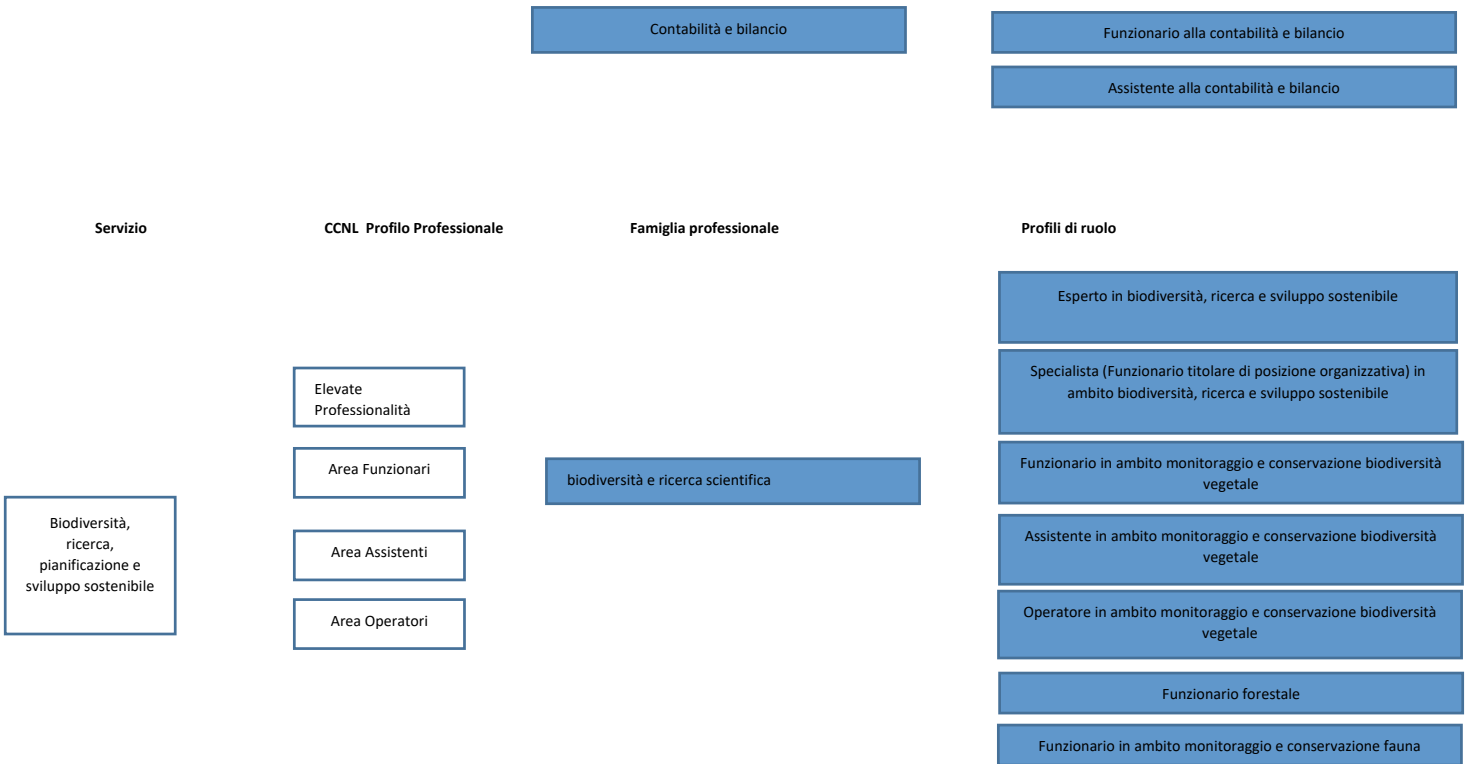 Contabilità e bilancio
Funzionario alla contabilità e bilancio
Assistente alla contabilità e bilancio
Servizio
CCNL Profilo Professionale
Famiglia professionale
Profili di ruolo
Biodiversità,
ricerca,
pianificazione e
sviluppo sostenibile
Elevate
Professionalità
Area Funzionari
Area Assistenti
Area Operatori
biodiversità e ricerca scientifica
Esperto in biodiversità, ricerca e sviluppo sostenibile
Specialista (Funzionario titolare di posizione organizzativa) in
ambito biodiversità, ricerca e sviluppo sostenibile
Funzionario in ambito monitoraggio e conservazione biodiversità
vegetale
Assistente in ambito monitoraggio e conservazione biodiversità
vegetale
Operatore in ambito monitoraggio e conservazione biodiversità
vegetale
Funzionario forestale
Funzionario in ambito monitoraggio e conservazione fauna